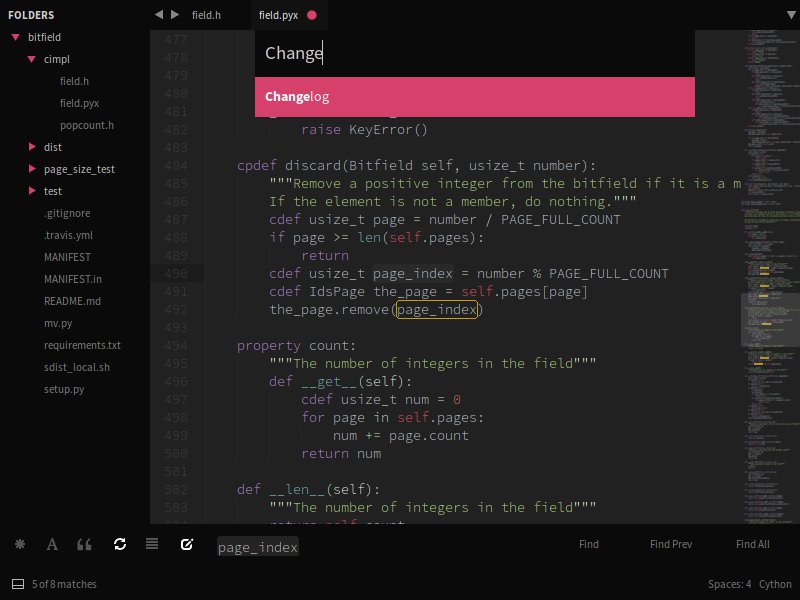 FOLDERS
bitfield
cimpl
field.h
field.pyx
popcount.h
dist
page_size_test
test
.gitignore
.travis.yml
MANIFEST
MANIFEST.in
README.md
mv.py
requirements.txt
sdist_local.sh
setup.py
field.h
field.pyx
Change
Changelog
477
478
479
480
481
482 raise KeyError()
483
484 cpdef discard(Bitfield self, usize_t number):
485 """Remove a positive integer from the bitfield if it is a m
486 If the element is not a member, do nothing."""
487 cdef usize_t page = number / PAGE_FULL_COUNT
488 if page >= len(self.pages):
489 return
490 cdef usize_t page_index = number % PAGE_FULL_COUNT
491 cdef IdsPage the_page = self.pages[page]
492 the_page.remove(page_index)
493
494 property count:
495 """The number of integers in the field"""
496 def __get__(self):
497 cdef usize_t num = 0
498 for page in self.pages:
499 num += page.count
500 return num
501
502 def __len__(self):
503 """The number of integers in the field"""
504 return self.count
page_index
Find
Find Prev
Find All
5 of 8 matches
Spaces: 4
Cython